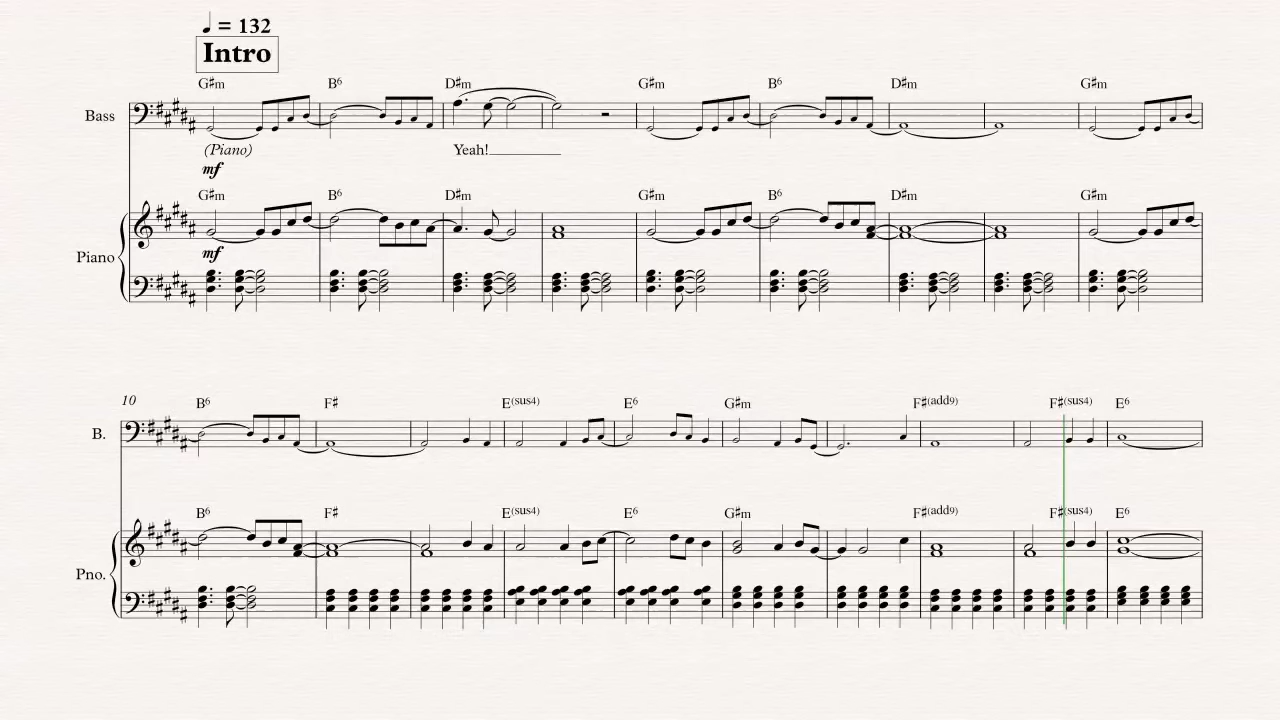 ♩ = 132
Intro
G♯m B6 D♯m G♯m B6 D♯m G♯m
Bass
(Piano) Yeah!
mf
G♯m B6 D♯m G♯m B6 D♯m G♯m
mf
Piano
10 B6 F♯ E(sus4) E6 G♯m F♯(add9) F♯(sus4) E6
B.
B6 F♯ E(sus4) E6 G♯m F♯(add9) F♯(sus4) E6
Pno.